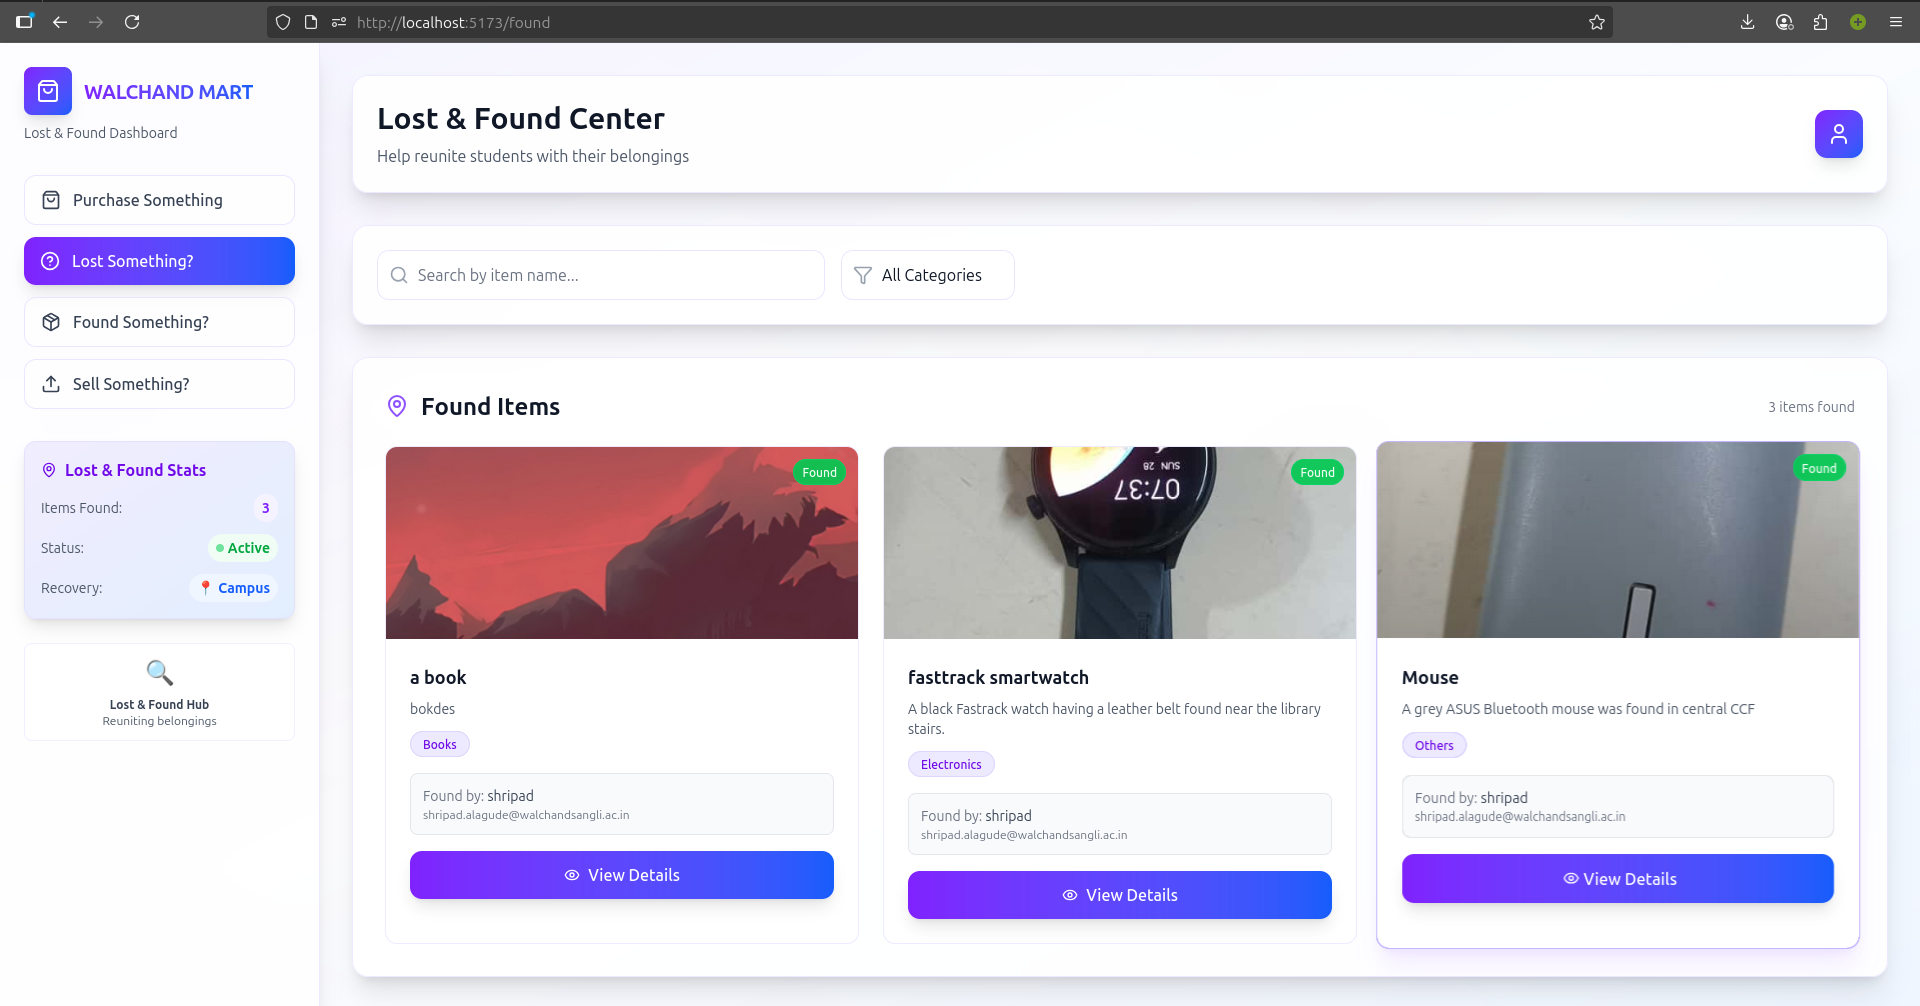 http://localhost:5173/found
WALCHAND MART
Lost & Found Dashboard
Purchase Something
Lost Something?
Found Something?
Sell Something?
Lost & Found Stats
Items Found: 3
Status: Active
Recovery: 📍 Campus
Lost & Found Hub
Reuniting belongings
Lost & Found Center
Help reunite students with their belongings
Search by item name...
All Categories
Found Items
3 items found
Found
a book
bokdes
Books
Found by: shripad
shripad.alagude@walchandsangli.ac.in
View Details
Found
SUN 28
07:37
fasttrack smartwatch
A black Fastrack watch having a leather belt found near the library
stairs.
Electronics
Found by: shripad
shripad.alagude@walchandsangli.ac.in
View Details
Found
Mouse
A grey ASUS Bluetooth mouse was found in central CCF
Others
Found by: shripad
shripad.alagude@walchandsangli.ac.in
View Details